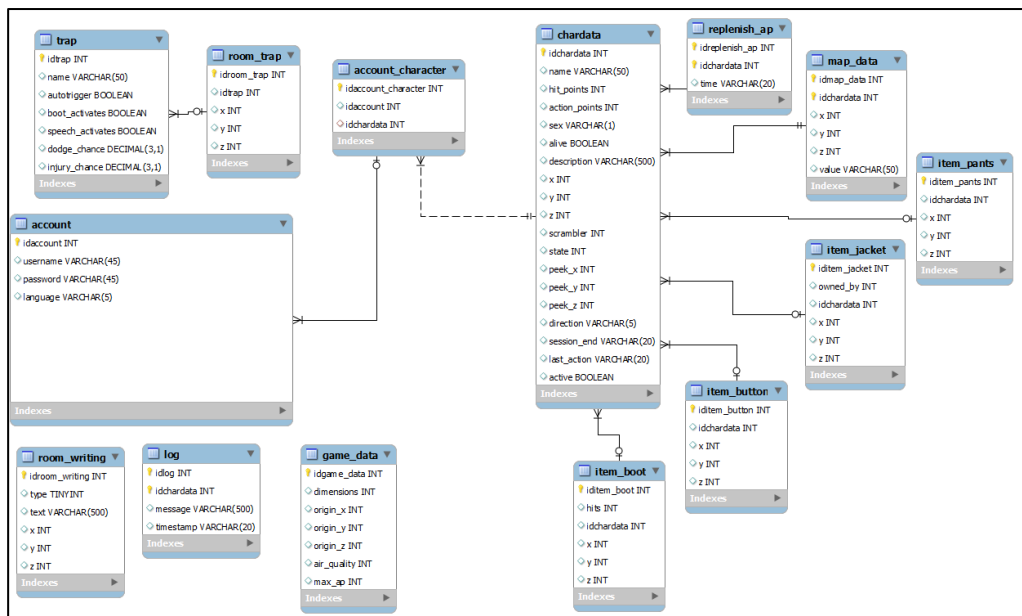 trap
idtrap INT
name VARCHAR(50)
autotrigger BOOLEAN
boot_activates BOOLEAN
speech_activates BOOLEAN
dodge_chance DECIMAL(3,1)
injury_chance DECIMAL(3,1)
Indexes
room_trap
idroom_trap INT
idtrap INT
x INT
y INT
z INT
Indexes
account_character
idaccount_character INT
idaccount INT
idchardata INT
Indexes
chardata
idchardata INT
name VARCHAR(50)
hit_points INT
action_points INT
sex VARCHAR(1)
alive BOOLEAN
description VARCHAR(500)
x INT
y INT
z INT
scrambler INT
state INT
peek_x INT
peek_y INT
peek_z INT
direction VARCHAR(5)
session_end VARCHAR(20)
last_action VARCHAR(20)
active BOOLEAN
Indexes
replenish_ap
idreplenish_ap INT
idchardata INT
time VARCHAR(20)
Indexes
map_data
idmap_data INT
idchardata INT
x INT
y INT
z INT
value VARCHAR(50)
Indexes
item_pants
iditem_pants INT
idchardata INT
x INT
y INT
z INT
Indexes
account
idaccount INT
username VARCHAR(45)
password VARCHAR(45)
language VARCHAR(5)
Indexes
item_jacket
iditem_jacket INT
owned_by INT
idchardata INT
x INT
y INT
z INT
Indexes
item_button
iditem_button INT
idchardata INT
x INT
y INT
z INT
Indexes
room_writing
idroom_writing INT
type TINYINT
text VARCHAR(500)
x INT
y INT
z INT
Indexes
log
idlog INT
idchardata INT
message VARCHAR(500)
timestamp VARCHAR(20)
Indexes
game_data
idgame_data INT
dimensions INT
origin_x INT
origin_y INT
origin_z INT
air_quality INT
max_ap INT
Indexes
item_boot
iditem_boot INT
hits INT
idchardata INT
x INT
y INT
z INT
Indexes